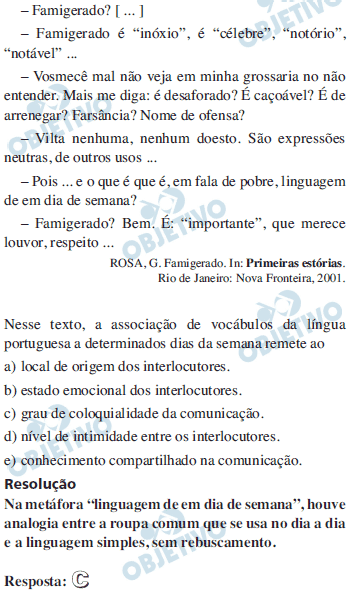 – Famigerado? [ ... ]
– Famigerado é “inóxio”, é “célebre”, “notório”,
“notável” ...
– Vosmecê mal não veja em minha grossaria no não
entender. Mais me diga: é desaforado? É caçoável? É de
arrenegar? Farsância? Nome de ofensa?
– Vilta nenhuma, nenhum doesto. São expressões
neutras, de outros usos ...
– Pois ... e o que é que é, em fala de pobre, linguagem
de em dia de semana?
– Famigerado? Bem. É: “importante”, que merece
louvor, respeito ...
ROSA, G. Famigerado. In: Primeiras estórias.
Rio de Janeiro: Nova Fronteira, 2001.
Nesse texto, a associação de vocábulos da língua
portuguesa a determinados dias da semana remete ao
a) local de origem dos interlocutores.
b) estado emocional dos interlocutores.
c) grau de coloquialidade da comunicação.
d) nível de intimidade entre os interlocutores.
e) conhecimento compartilhado na comunicação.
Resolução
Na metáfora “linguagem de em dia de semana”, houve
analogia entre a roupa comum que se usa no dia a dia
e a linguagem simples, sem rebuscamento.
Resposta: C
OBJETIVO
OBJETIVO
OBJETIVO
OBJETIVO
OBJETIVO
OBJETIVO